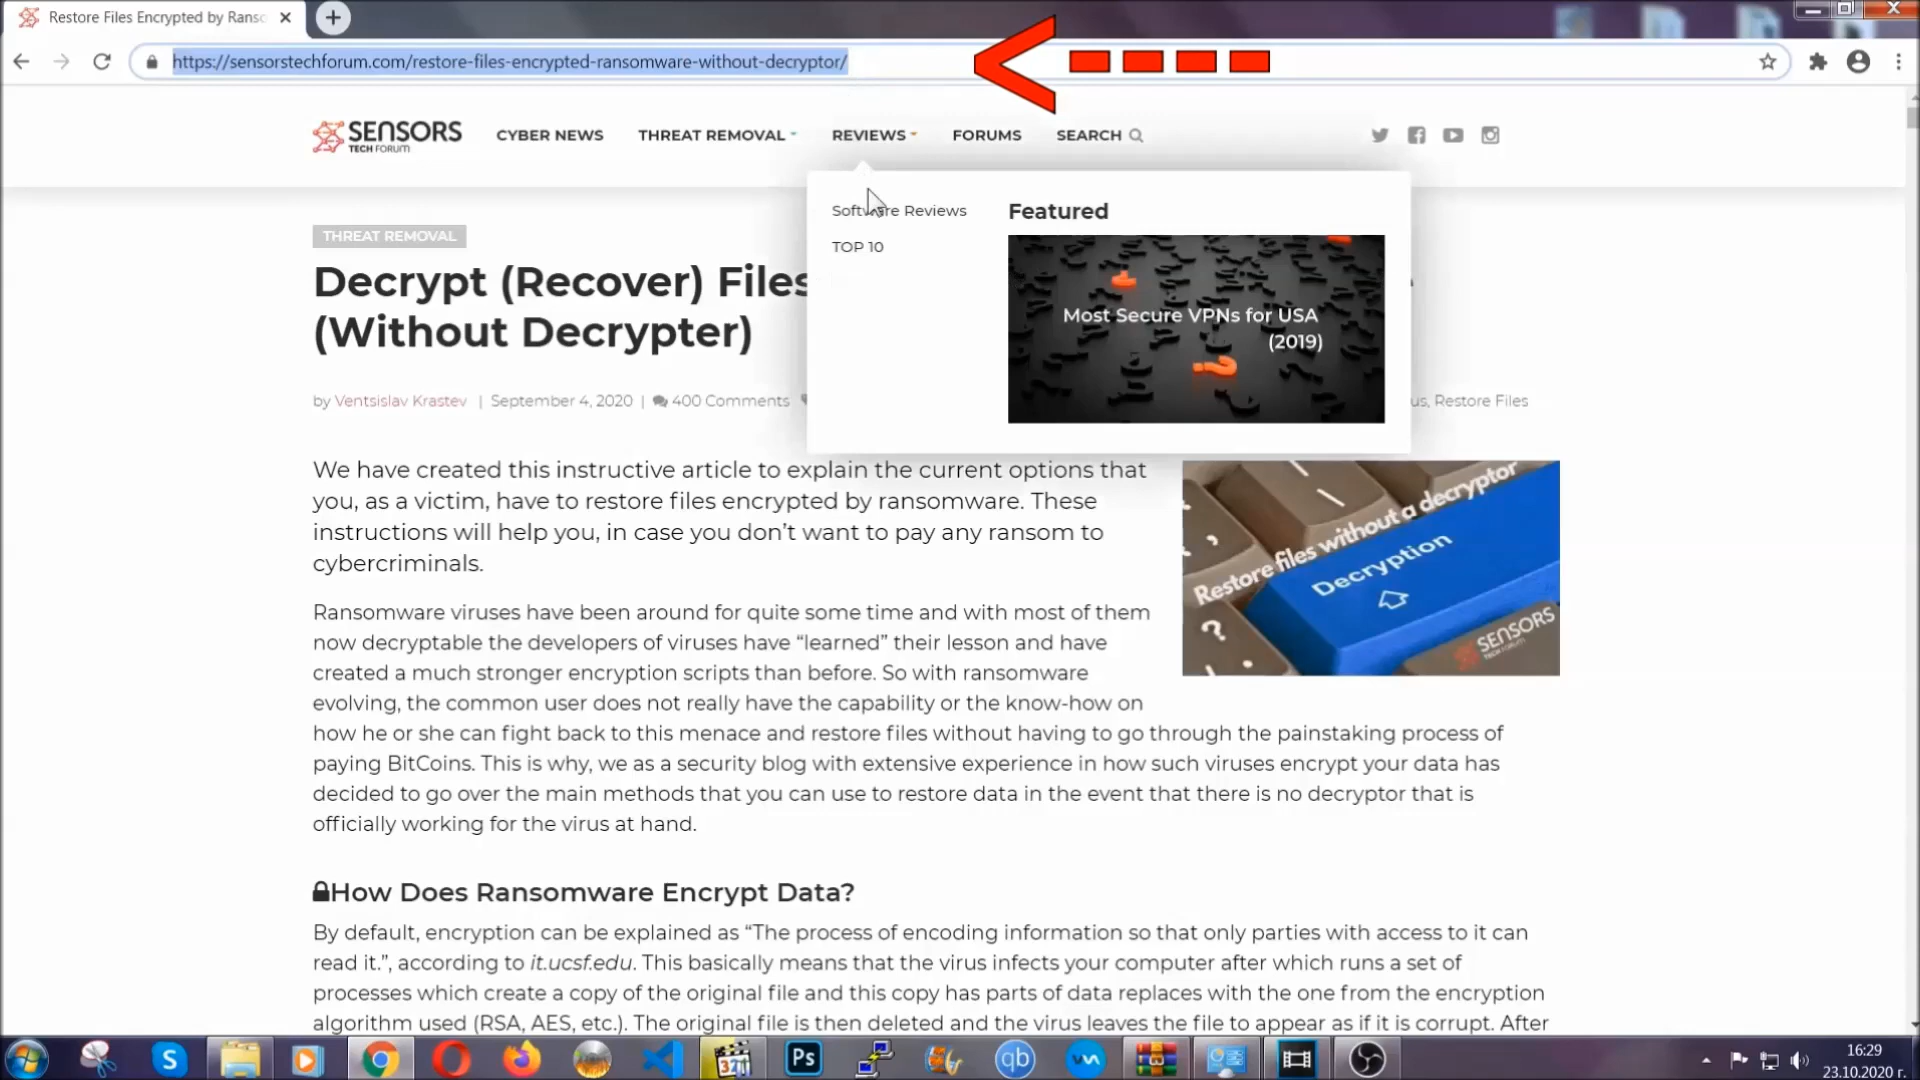 Restore Files Encrypted by Ranso
https://sensorstechforum.com/restore-files-encrypted-ransomware-without-decryptor/
SENSORS
TECH FORUM
CYBER NEWS
THREAT REMOVAL
REVIEWS
FORUMS
SEARCH
Software Reviews
TOP 10
Featured
Most Secure VPNs for USA
(2019)
THREAT REMOVAL
Decrypt (Recover) Files
(Without Decrypter)
by Ventsislav Krastev | September 4, 2020 | 400 Comments
us, Restore Files
We have created this instructive article to explain the current options that
you, as a victim, have to restore files encrypted by ransomware. These
instructions will help you, in case you don’t want to pay any ransom to
cybercriminals.
Restore files without a decryptor
Decryption
SENSORS
TECH FORUM
Ransomware viruses have been around for quite some time and with most of them
now decryptable the developers of viruses have “learned” their lesson and have
created a much stronger encryption scripts than before. So with ransomware
evolving, the common user does not really have the capability or the know-how on
how he or she can fight back to this menace and restore files without having to go through the painstaking process of
paying BitCoins. This is why, we as a security blog with extensive experience in how such viruses encrypt your data has
decided to go over the main methods that you can use to restore data in the event that there is no decryptor that is
officially working for the virus at hand.
How Does Ransomware Encrypt Data?
By default, encryption can be explained as “The process of encoding information so that only parties with access to it can
read it.”, according to it.ucsf.edu. This basically means that the virus infects your computer after which runs a set of
processes which create a copy of the original file and this copy has parts of data replaces with the one from the encryption
algorithm used (RSA, AES, etc.). The original file is then deleted and the virus leaves the file to appear as if it is corrupt. After
S
321
Ps
qb
16:29
23.10.2020 г.